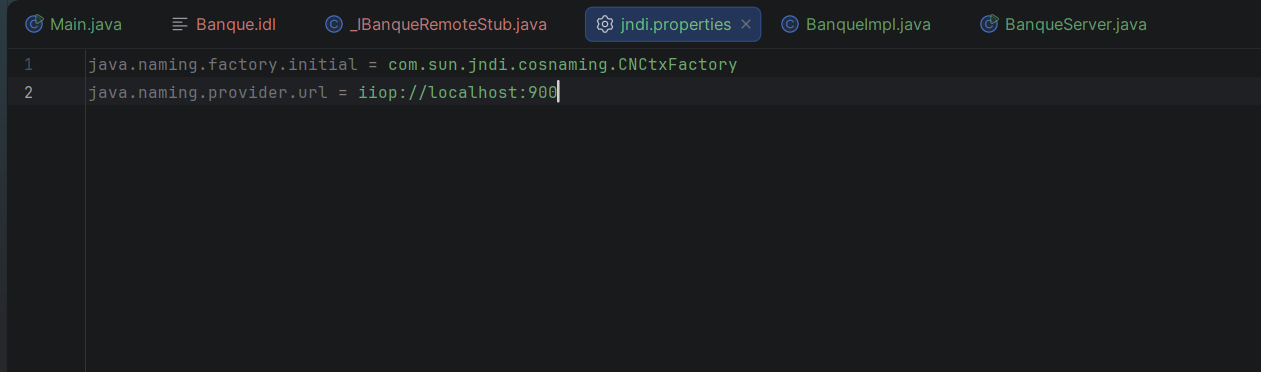 Main.java Banque.idl _IBanqueRemoteStub.java jndi.properties BanqueImpl.java BanqueServer.java
1 java.naming.factory.initial = com.sun.jndi.cosnaming.CNCtxFactory
2 java.naming.provider.url = iiop://localhost:900